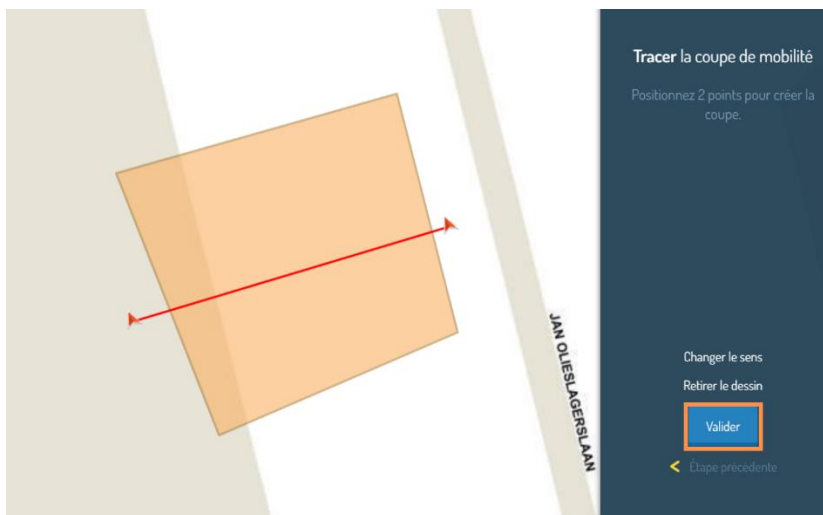 Tracer la coupe de mobilité
Positionnez 2 points pour créer la
coupe.
JAN OLIESLAGERSLAAN
Changer le sens
Retirer le dessin
Valider
< Étape précédente